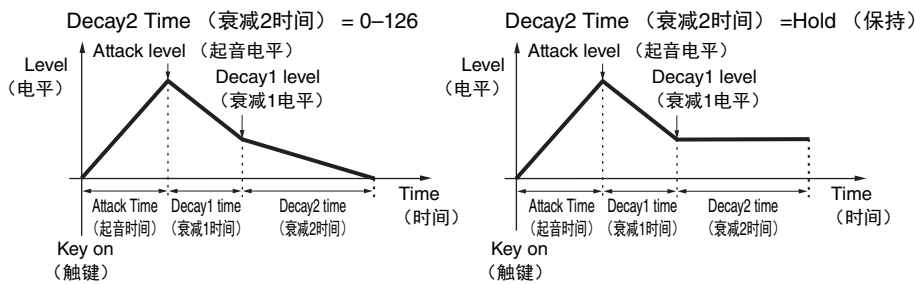 Decay2 Time （衰减2时间）= 0–126
Attack level（起音电平）
Level
（电平）
Decay1 level
（衰减1电平）
Time
（时间）
Attack Time
（起音时间）
Decay1 time
（衰减1时间）
Decay2 time
（衰减2时间）
Key on
（触键）
Decay2 Time （衰减2时间）=Hold （保持）
Attack level（起音电平）
Level
（电平）
Decay1 level
（衰减1电平）
Time
（时间）
Attack Time
（起音时间）
Decay1 time
（衰减1时间）
Decay2 time
（衰减2时间）
Key on
（触键）